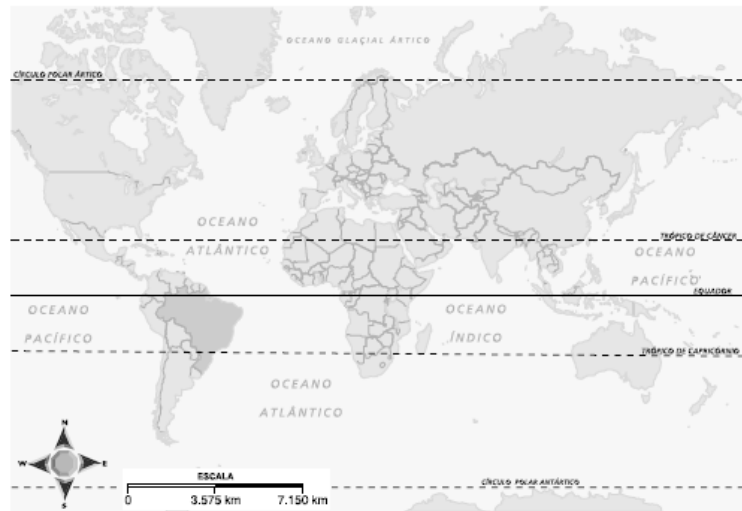 OCEANO GLACIAL ÁRTICO
CÍRCULO POLAR ÁRTICO
OCEANO
ATLÂNTICO
TRÓPICO DE CÂNCER
OCEANO
PACÍFICO
EQUADOR
OCEANO
PACÍFICO
OCEANO
ÍNDICO
TRÓPICO DE CAPRICÓRNIO
OCEANO
ATLÂNTICO
N
W
E
S
ESCALA
0 3.575 km 7.150 km
CÍRCULO POLAR ANTÁRTICO